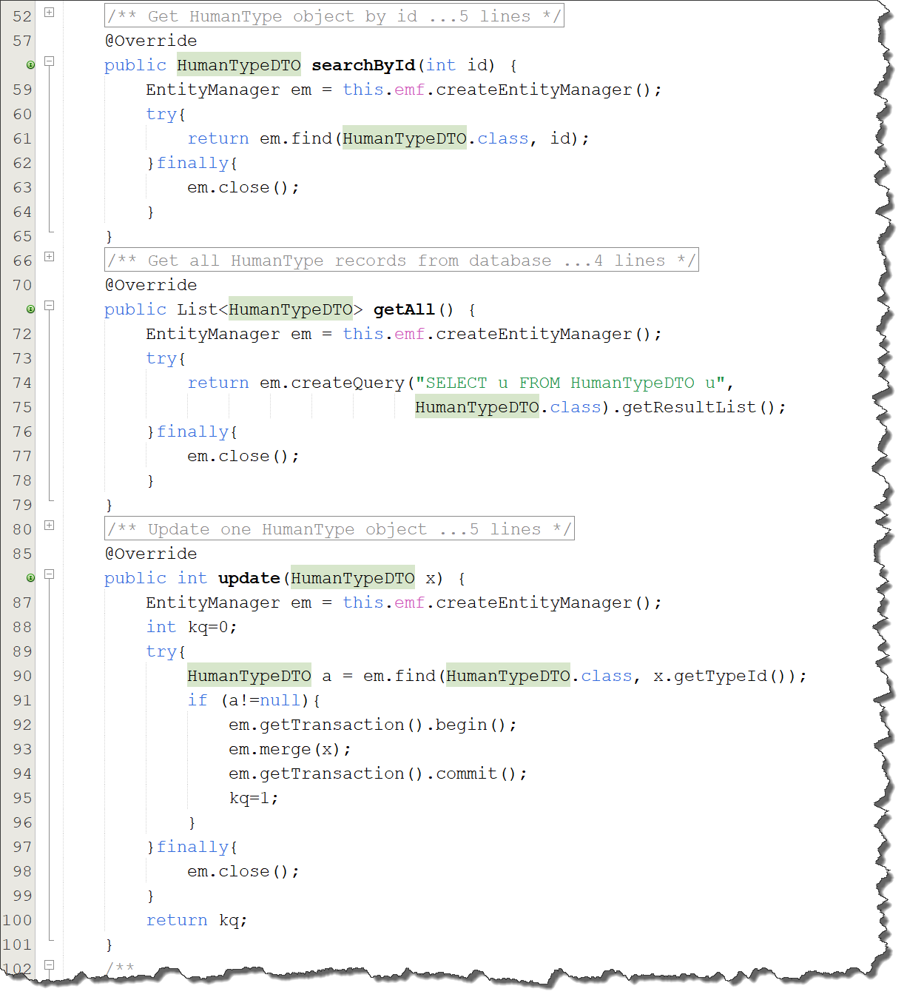 52 /** Get HumanType object by id ...5 lines */
57 @Override
public HumanTypeDTO searchById(int id) {
59 EntityManager em = this.emf.createEntityManager();
60 try{
61 return em.find(HumanTypeDTO.class, id);
62 }finally{
63 em.close();
64 }
65 }
66 /** Get all HumanType records from database ...4 lines */
70 @Override
public List<HumanTypeDTO> getAll() {
72 EntityManager em = this.emf.createEntityManager();
73 try{
74 return em.createQuery("SELECT u FROM HumanTypeDTO u",
75 HumanTypeDTO.class).getResultList();
76 }finally{
77 em.close();
78 }
79 }
80 /** Update one HumanType object ...5 lines */
85 @Override
public int update(HumanTypeDTO x) {
87 EntityManager em = this.emf.createEntityManager();
88 int kq=0;
89 try{
90 HumanTypeDTO a = em.find(HumanTypeDTO.class, x.getTypeId());
91 if (a!=null){
92 em.getTransaction().begin();
93 em.merge(x);
94 em.getTransaction().commit();
95 kq=1;
96 }
97 }finally{
98 em.close();
99 }
100 return kq;
101 }
102 /**